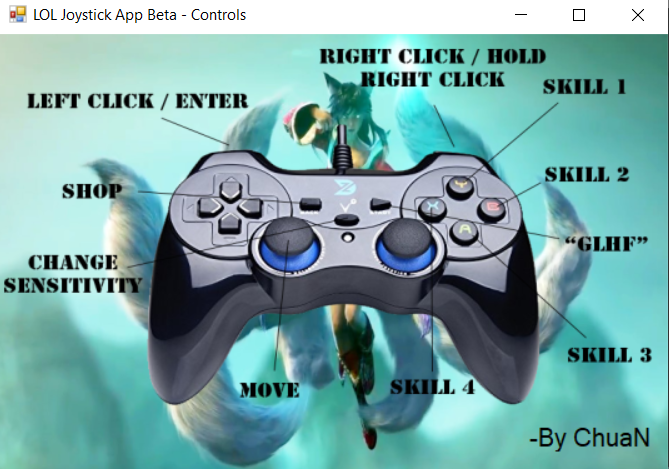 LOL Joystick App Beta - Controls
RIGHT CLICK / HOLD
RIGHT CLICK
LEFT CLICK / ENTER
SKILL 1
SHOP
SKILL 2
"GLHF"
CHANGE
SENSITIVITY
SKILL 3
MOVE
SKILL 4
-By ChuaN
Y
X
B
A